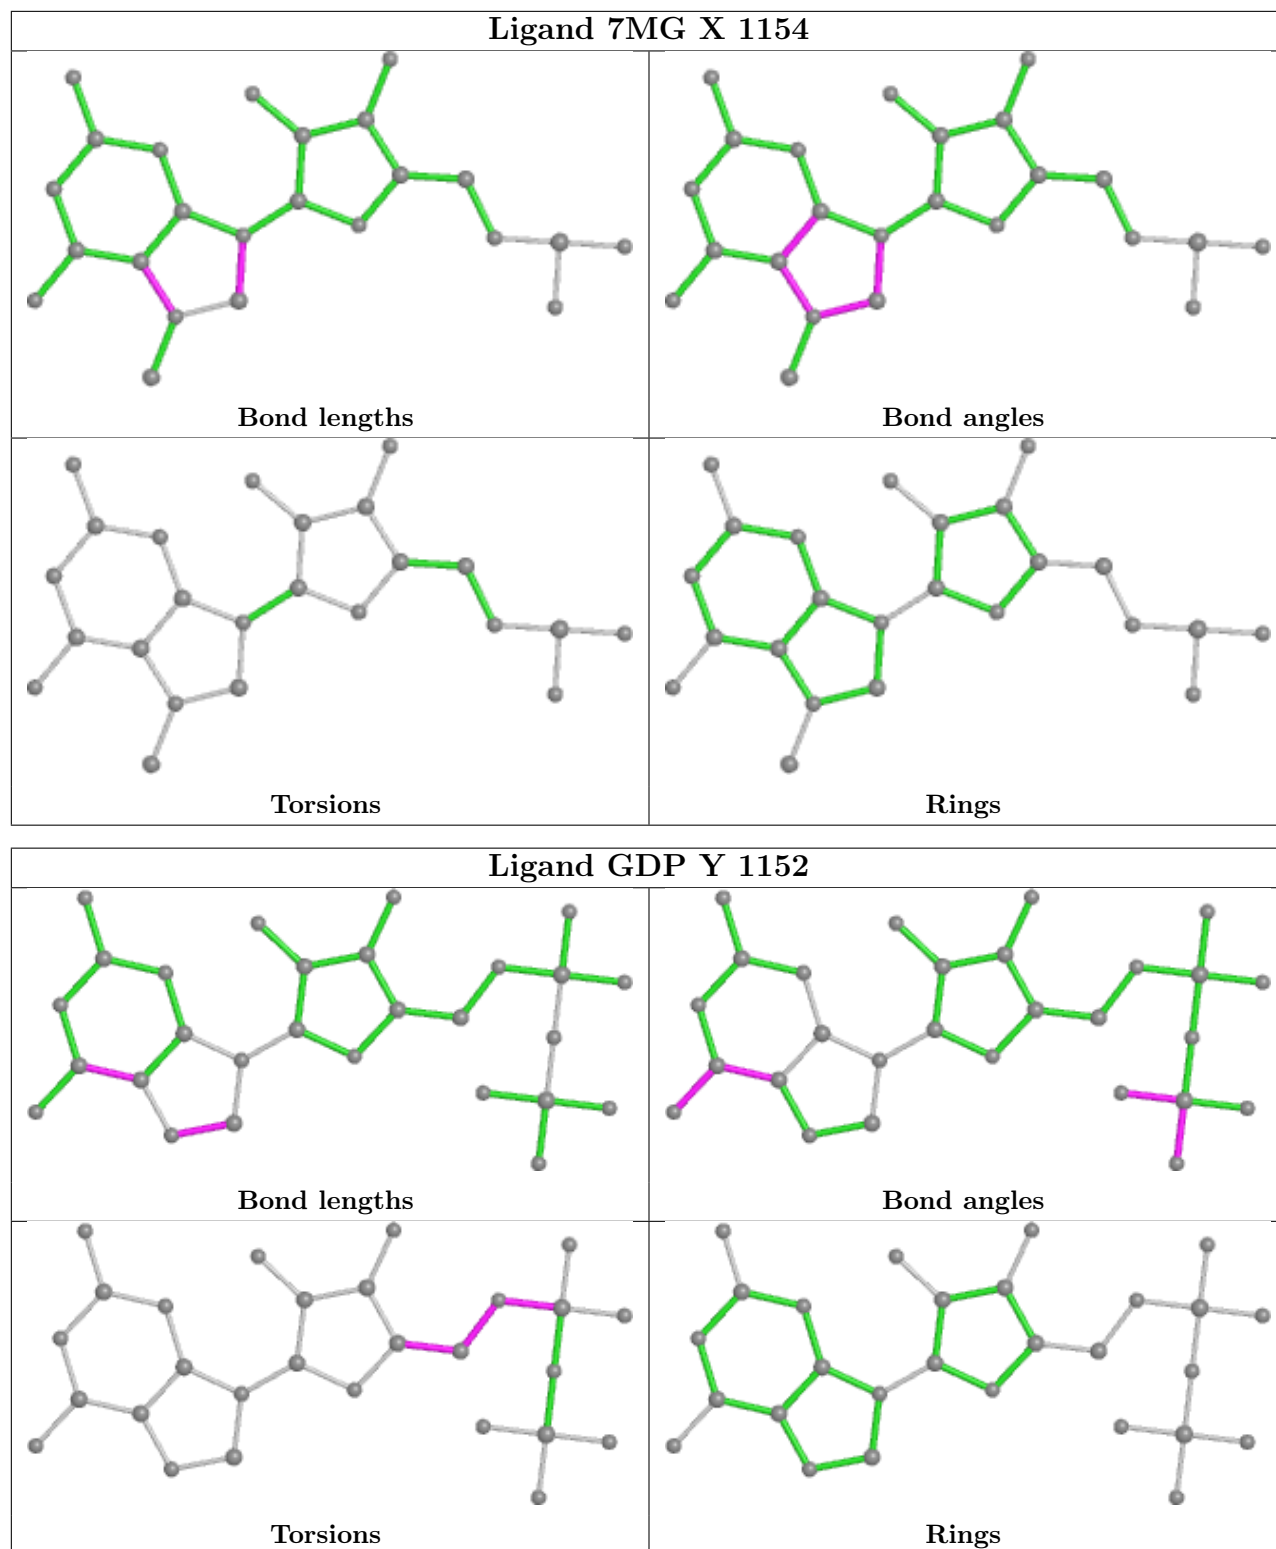 Ligand 7MG X 1154
Bond lengths
Bond angles
Torsions
Rings
Ligand GDP Y 1152
Bond lengths
Bond angles
Torsions
Rings